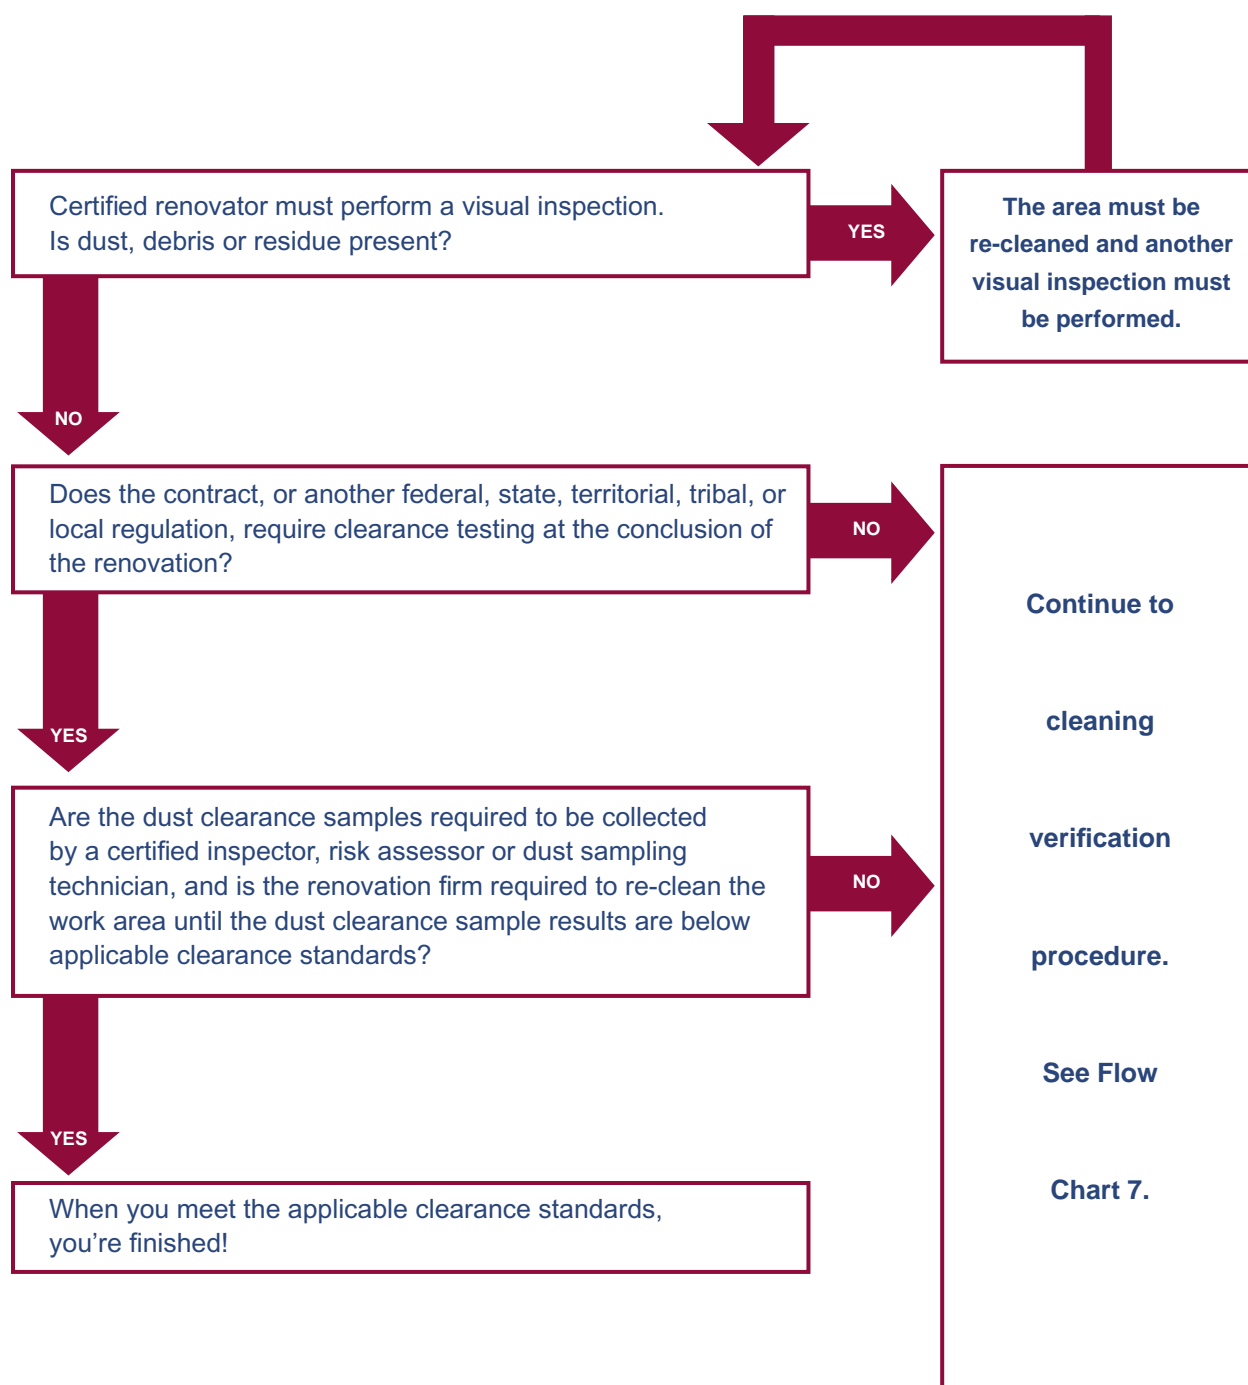 Certified renovator must perform a visual inspection.
Is dust, debris or residue present?
YES
The area must be
re-cleaned and another
visual inspection must
be performed.
NO
Does the contract, or another federal, state, territorial, tribal, or
local regulation, require clearance testing at the conclusion of
the renovation?
NO
YES
Are the dust clearance samples required to be collected
by a certified inspector, risk assessor or dust sampling
technician, and is the renovation firm required to re-clean the
work area until the dust clearance sample results are below
applicable clearance standards?
NO
YES
When you meet the applicable clearance standards,
you’re finished!
Continue to
cleaning
verification
procedure.
See Flow
Chart 7.